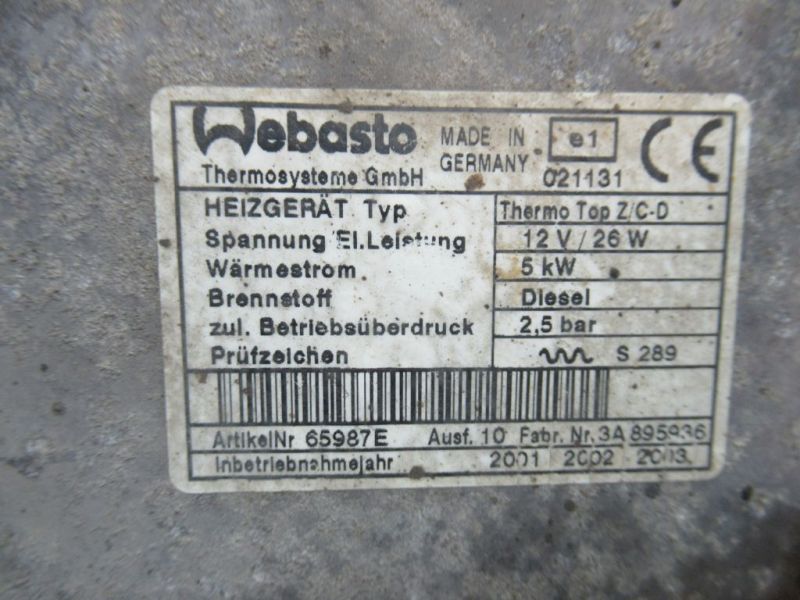 Webasto MADE IN GERMANY e1 CE
Thermosysteme GmbH 021131
HEIZGERÄT Typ Thermo Top Z/C-D
Spannung El.Leistung 12 V / 26 W
Wärmestrom 5 kW
Brennstoff Diesel
zul. Betriebsüberdruck 2,5 bar
Prüfzeichen S 289
ArtikelNr 65987E Ausf. 10 Fabr. Nr. 3A 895936
Inbetriebnahmejahr 2001 2002 2003